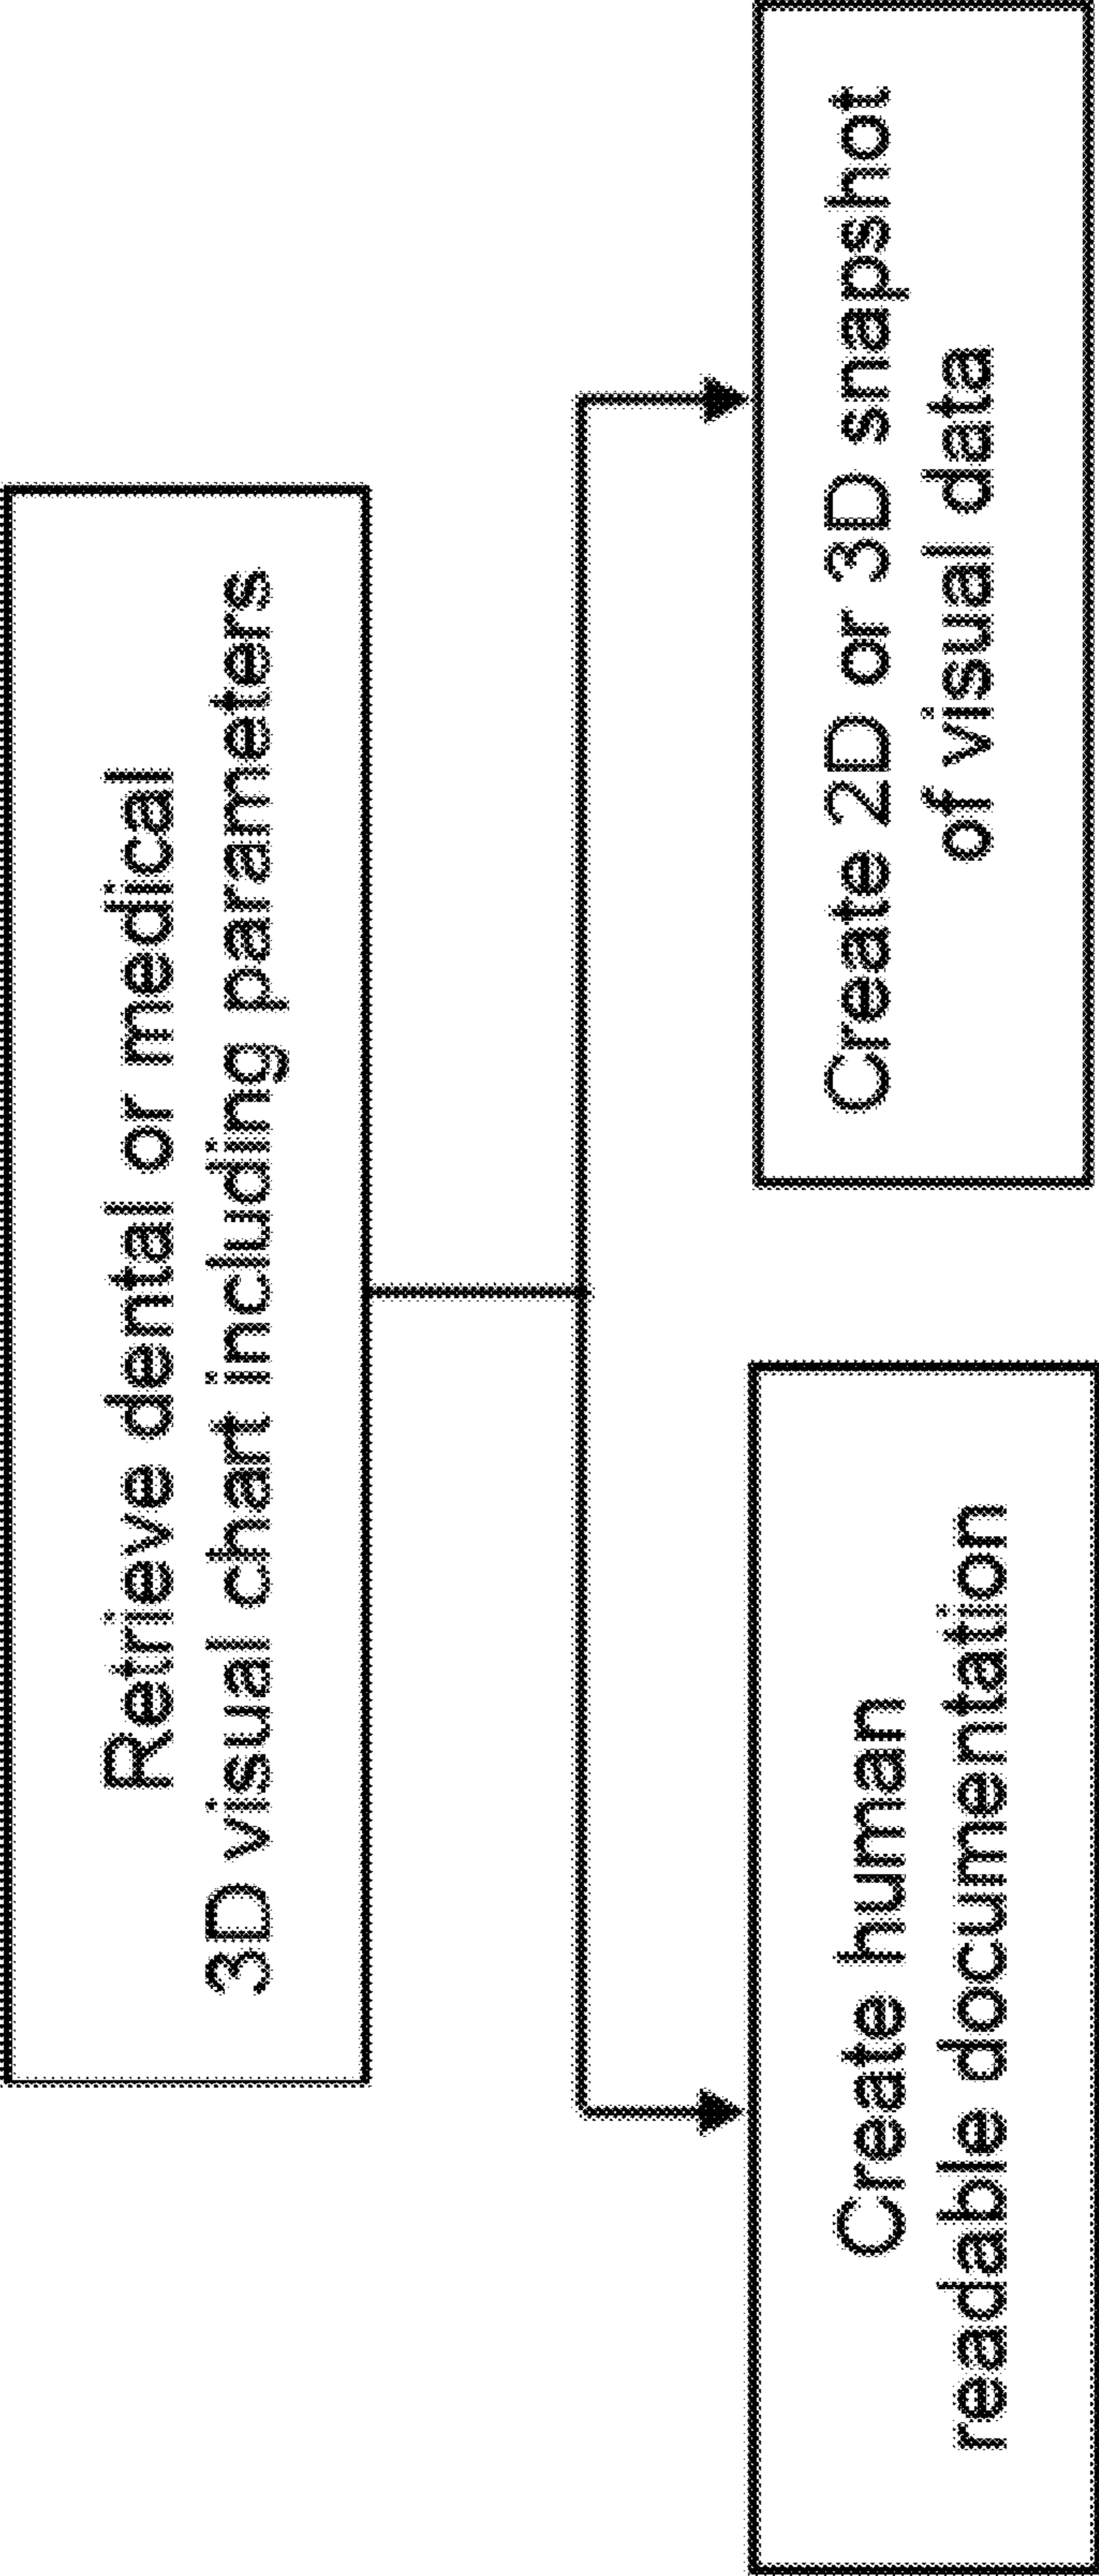 Retrieve dental or medical
3D visual chart including parameters
Create human
readable documentation
Create 2D or 3D snapshot
of visual data